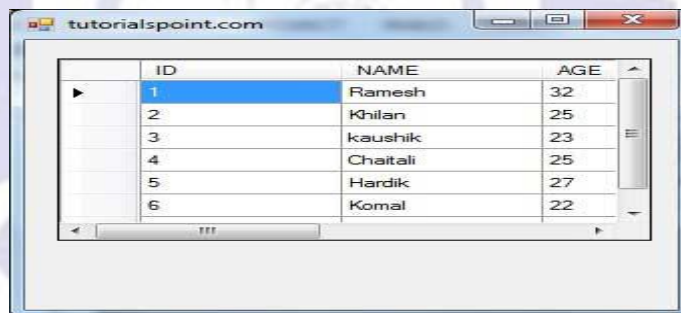 tutorialspoint.com
ID NAME AGE
1 Ramesh 32
2 Khilan 25
3 kaushik 23
4 Chaitali 25
5 Hardik 27
6 Komal 22